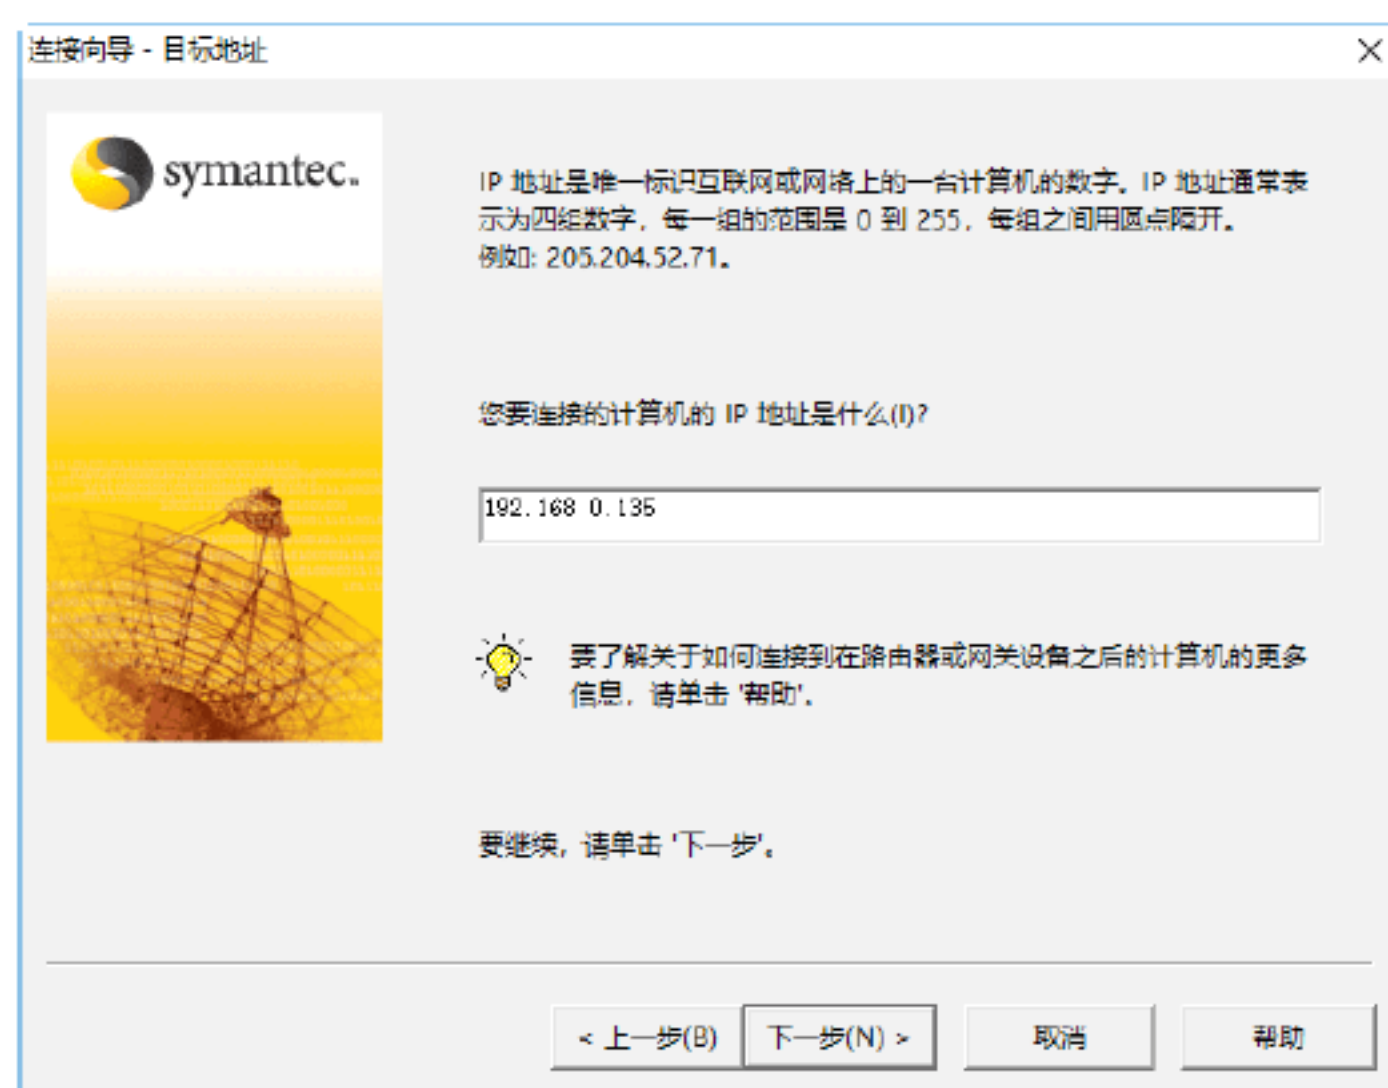 连接向导 - 目标地址
symantec.
IP 地址是唯一标识互联网或网络上的一台计算机的数字。IP 地址通常表
示为四组数字，每一组的范围是 0 到 255，每组之间用圆点隔开。
例如: 205.204.52.71。
您要连接的计算机的 IP 地址是什么(I)?
192.168 0.135
要了解关于如何连接到在路由器或网关设备之后的计算机的更多
信息，请单击 '帮助'。
要继续，请单击 '下一步'。
< 上一步(B) 下一步(N) > 取消 帮助